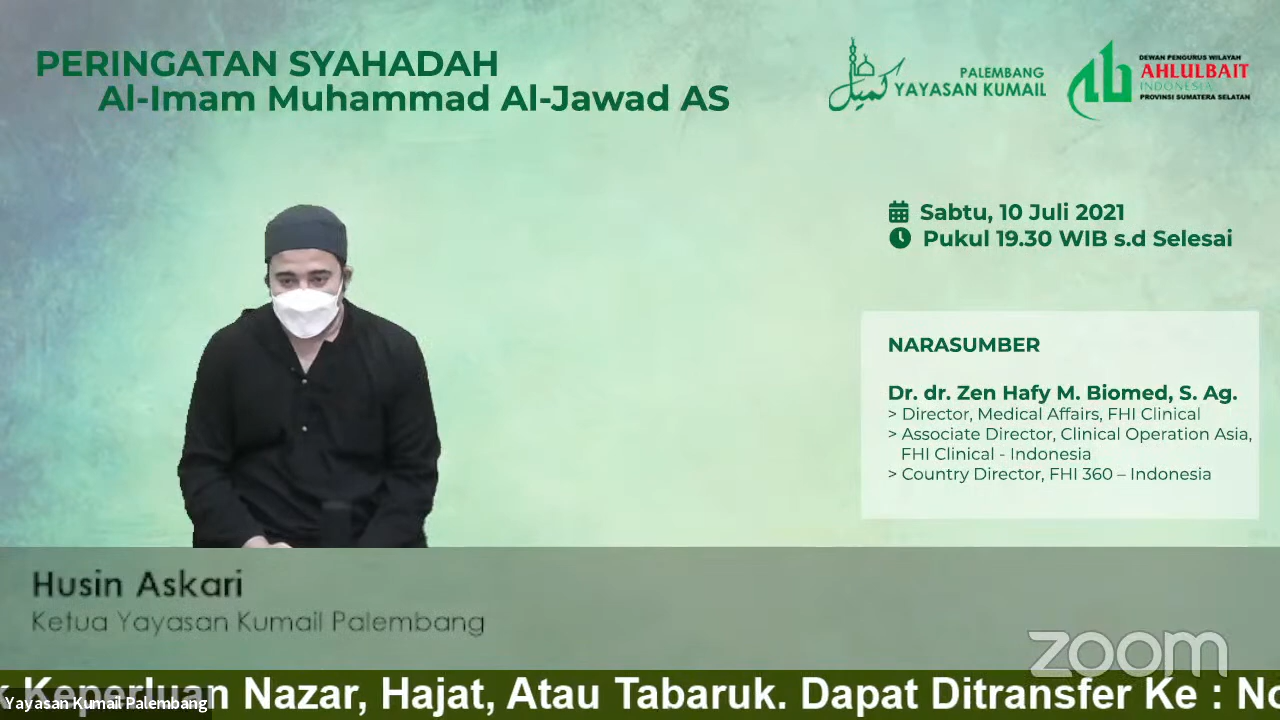 PERINGATAN SYAHADAH
Al-Imam Muhammad Al-Jawad AS
كميل
PALEMBANG
YAYASAN KUMAIL
DEWAN PENGURUS WILAYAH
AHLULBAIT
INDONESIA
PROVINSI SUMATERA SELATAN
Sabtu, 10 Juli 2021
Pukul 19.30 WIB s.d Selesai
NARASUMBER
Dr. dr. Zen Hafy M. Biomed, S. Ag.
> Director, Medical Affairs, FHI Clinical
> Associate Director, Clinical Operation Asia,
FHI Clinical - Indonesia
> Country Director, FHI 360 – Indonesia
Husin Askari
Ketua Yayasan Kumail Palembang
zoom
k Keperluan Nazar, Hajat, Atau Tabaruk. Dapat Ditransfer Ke : No
Yayasan Kumail Palembang